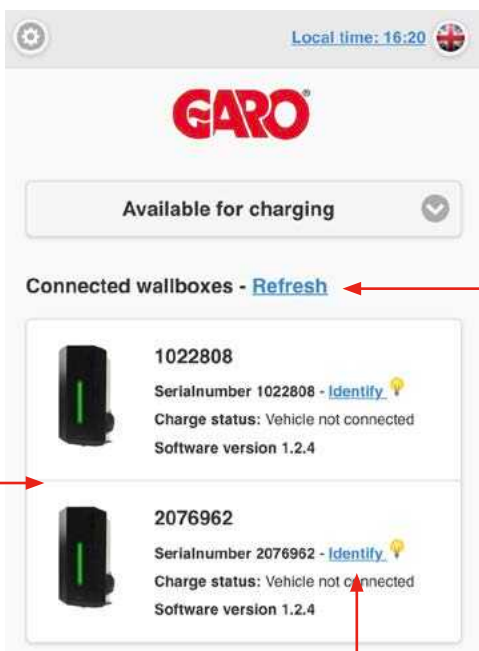 Local time: 16:20
GARO®
Available for charging
Connected wallboxes - Refresh
1022808
Serialnumber 1022808 - Identify
Charge status: Vehicle not connected
Software version 1.2.4
2076962
Serialnumber 2076962 - Identify
Charge status: Vehicle not connected
Software version 1.2.4